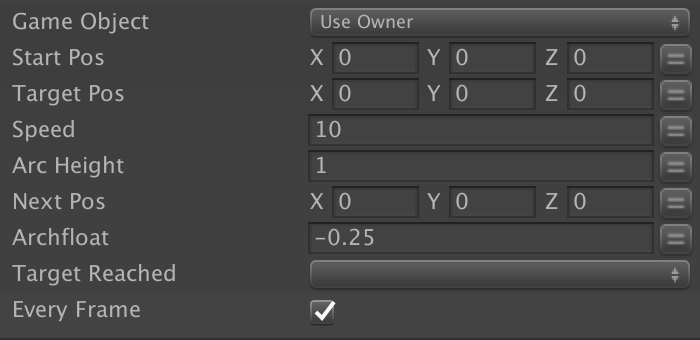 Game Object Use Owner
Start Pos X 0 Y 0 Z 0
Target Pos X 0 Y 0 Z 0
Speed 10
Arc Height 1
Next Pos X 0 Y 0 Z 0
Archfloat -0.25
Target Reached
Every Frame